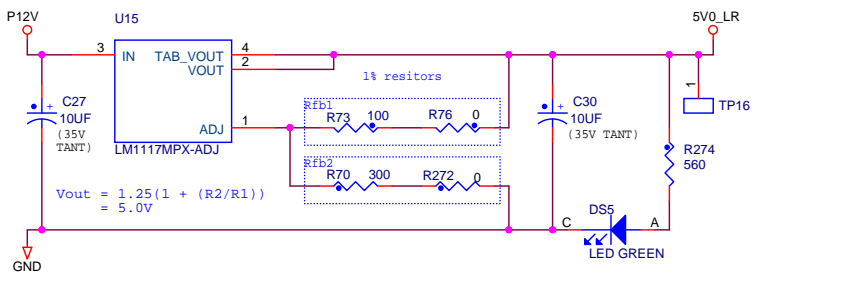 P12V
U15
5V0_LR
3
IN
TAB_VOUT
4
VOUT
2
1% resitors
1
TP16
C27
+
10UF
(35V
TANT)
ADJ
1
LM1117MPX-ADJ
Rfb1
R73
100
R76
0
C30
+
10UF
(35V TANT)
R274
560
Rfb2
R70
300
R272
0
Vout = 1.25(1 + (R2/R1))
= 5.0V
DS5
C
A
LED GREEN
GND